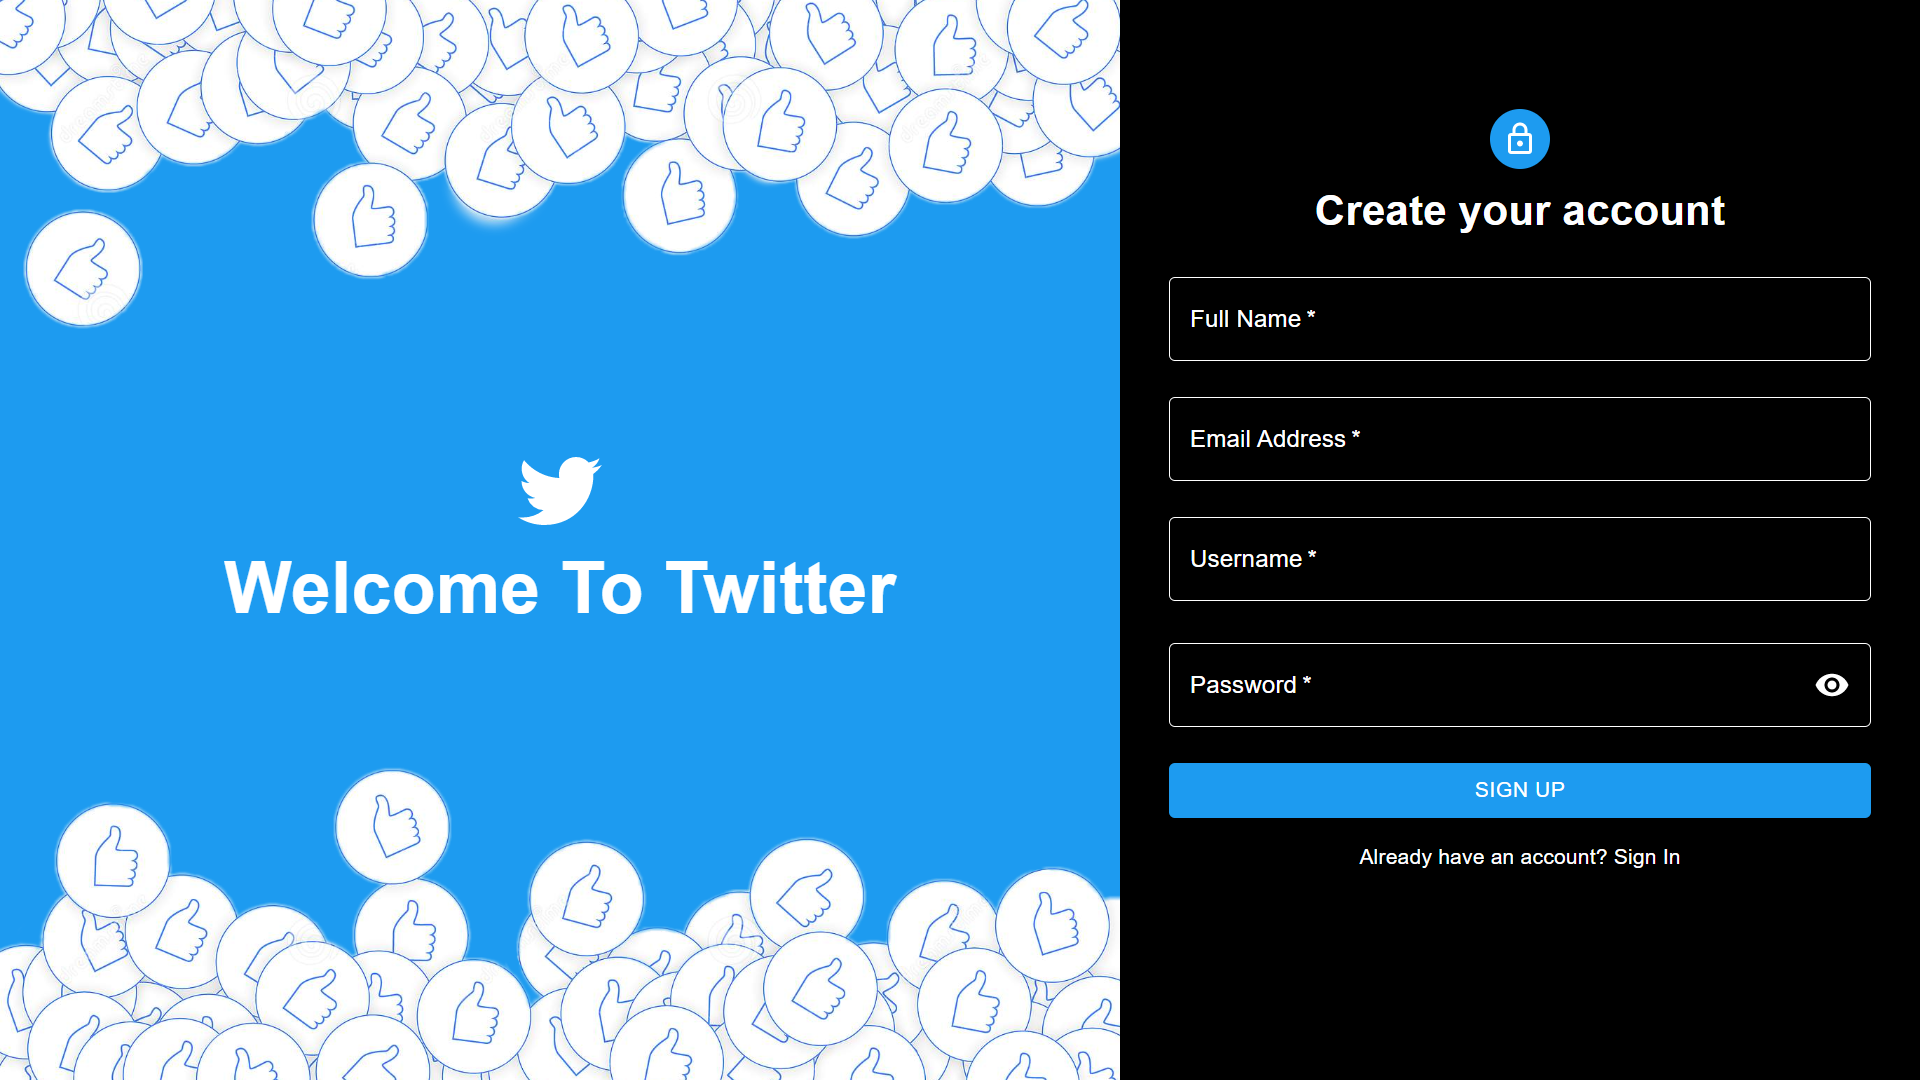 Welcome To Twitter
Create your account
Full Name *
Email Address *
Username *
Password *
SIGN UP
Already have an account? Sign In